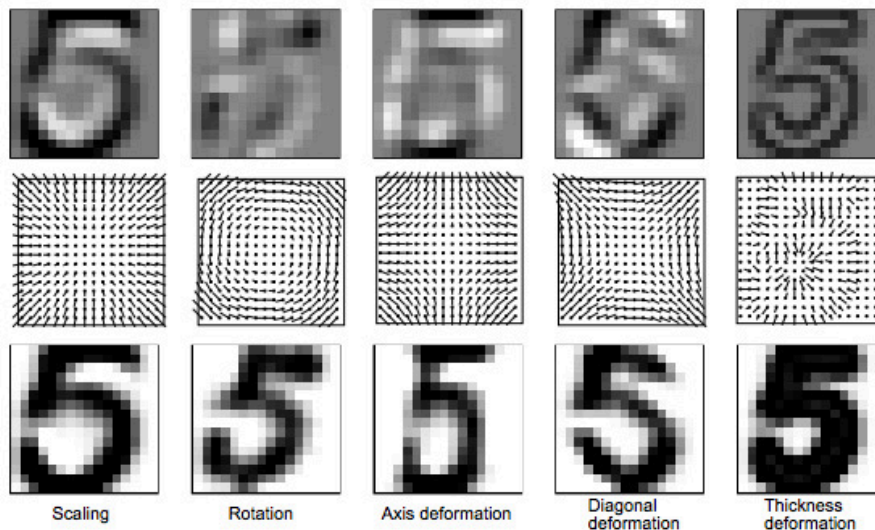 Scaling
Rotation
Axis deformation
Diagonal
deformation
Thickness
deformation